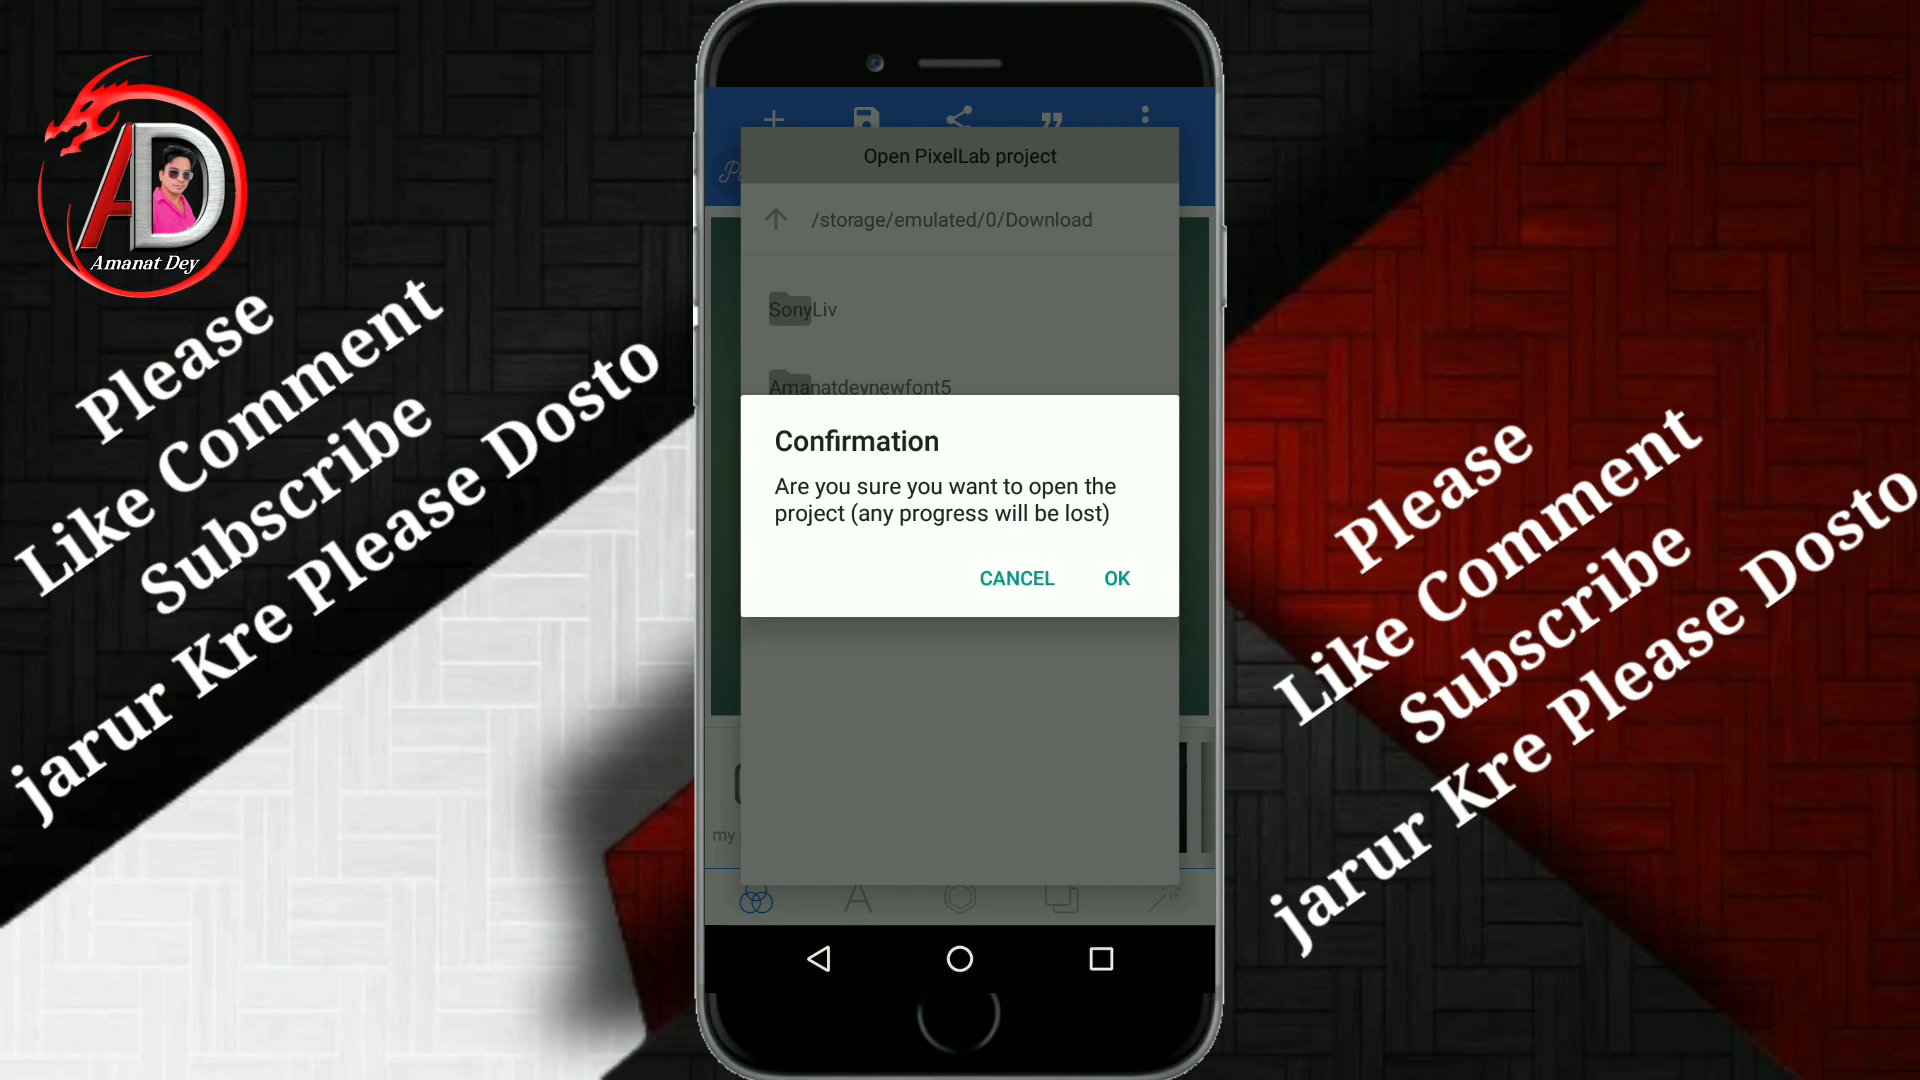 AD
Amanat Dey
Please
Like Comment
Subscribe
jarur Kre Please Dosto
Open PixelLab project
/storage/emulated/0/Download
SonyLiv
Amanatdeynewfont5
Confirmation
Are you sure you want to open the
project (any progress will be lost)
CANCEL OK
my
Please
Like Comment
Subscribe
jarur Kre Please Dosto